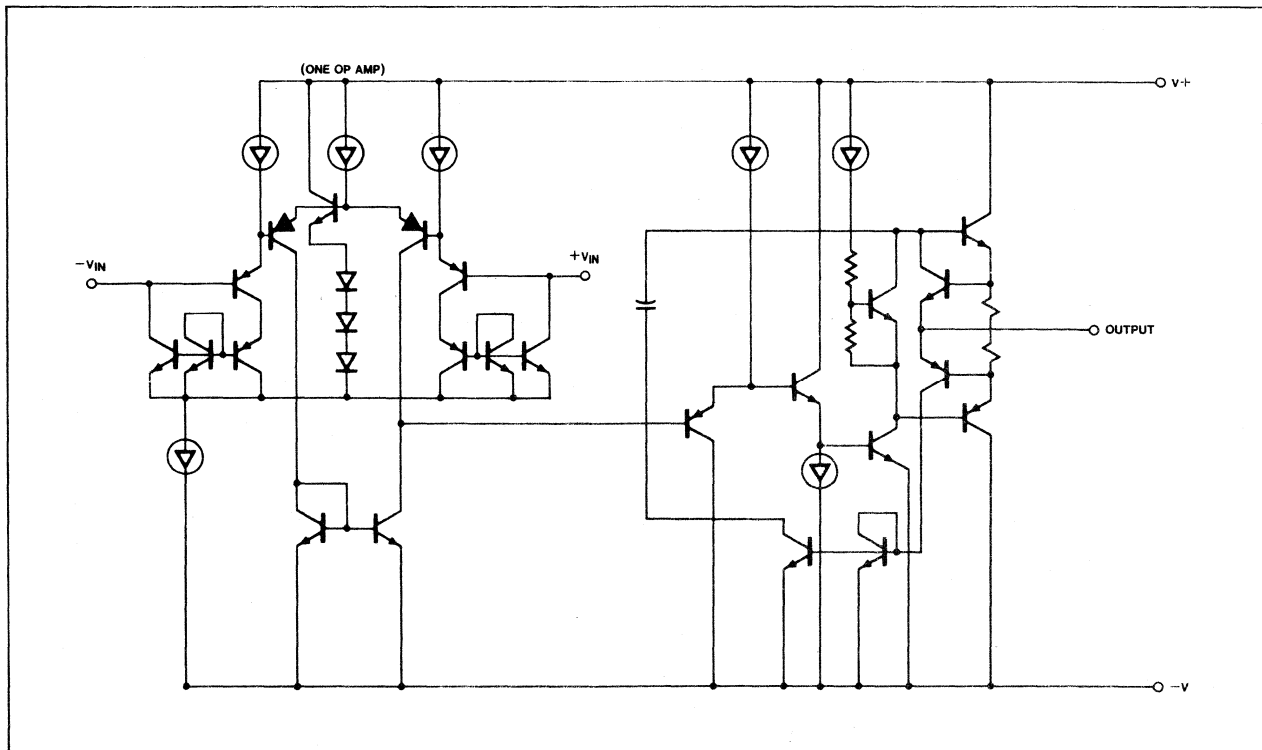 (ONE OP AMP)
V+
-VIN
+VIN
OUTPUT
-V